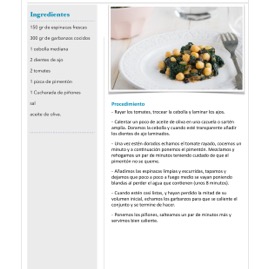 Ingredientes
150 gr de espinacas frescas
300 gr de garbanzos cocidos
1 cebolla mediana
2 dientes de ajo
2 tomates
1 poco de pimentón
1 Cucharada de piñones
sal
aceite de oliva.
Procedimiento
- Rayar los tomates, trocear la cebolla y laminar los ajos.
- Calentar un poco de aceite de oliva en una cazuela o sartén
amplia. Doramos la cebolla y cuando esté transparente añadir
los dientes de ajo laminados.
- Una vez estén dorados echamos el tomate rayado, cocemos un
minuto y a continuación ponemos el pimentón. Mezclamos y
rehogamos un par de minutos teniendo cuidado de que el
pimentón no se queme.
- Añadimos las espinacas limpias y escurridas, tapamos y
dejamos que poco a poco a fuego medio se vayan poniendo
blandas al perder el agua que contienen (unos 8 minutos).
- Cuando estén casi listas, y hayan perdido la mitad de su
volumen inicial, echamos los garbanzos para que se caliente el
conjunto y se termine de hacer.
- Ponemos los piñones, salteamos un par de minutos más y
servimos bien caliente.